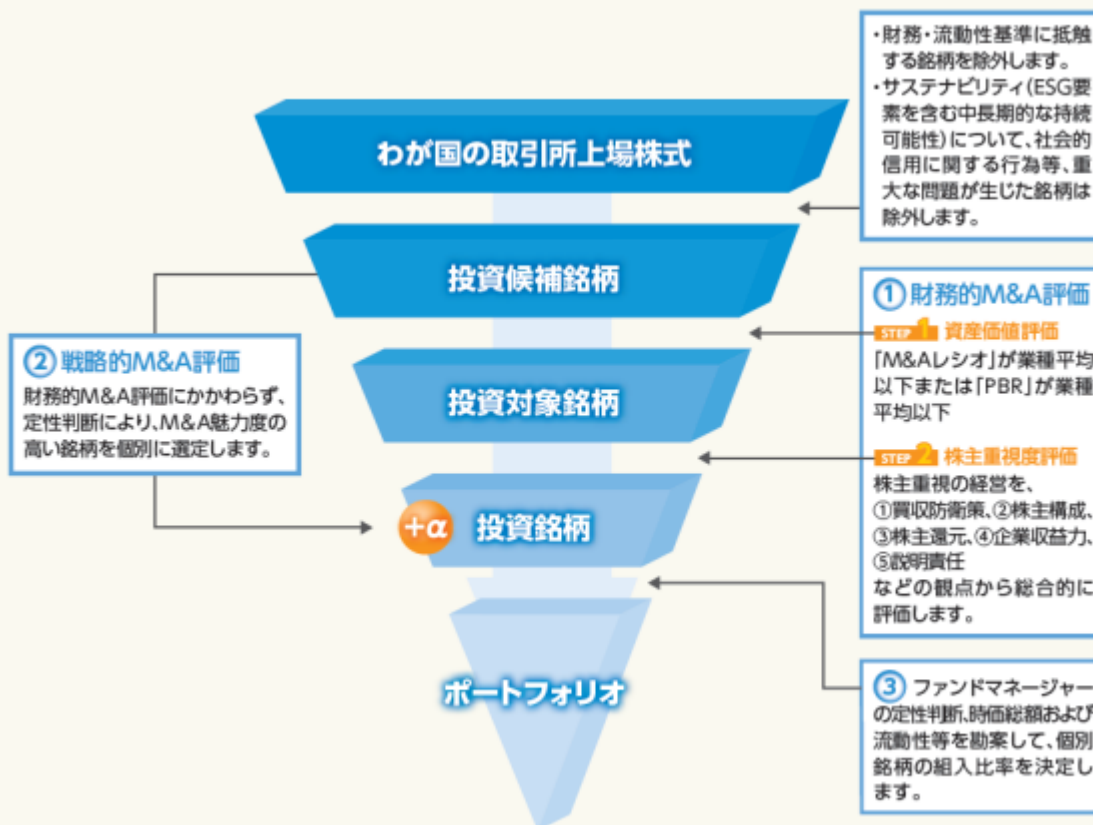 ・財務・流動性基準に抵触
する銘柄を除外します。
・サステナビリティ(ESG要
素を含む中長期的な持続
可能性)について、社会的
信用に関する行為等、重
大な問題が生じた銘柄は
除外します。
わが国の取引所上場株式
投資候補銘柄
①財務的M&A評価
STEP 1 資産価値評価
「M&Aレシオ」が業種平均
以下または「PBR」が業種
平均以下
②戦略的M&A評価
財務的M&A評価にかかわらず、
定性判断により、M&A魅力度の
高い銘柄を個別に選定します。
投資対象銘柄
STEP 2 株主重視度評価
株主重視の経営を、
①買収防衛策、②株主構成、
③株主還元、④企業収益力、
⑤説明責任
などの観点から総合的に
評価します。
+α 投資銘柄
ポートフォリオ
③ ファンドマネージャー
の定性判断、時価総額および
流動性等を勘案して、個別
銘柄の組入比率を決定し
ます。